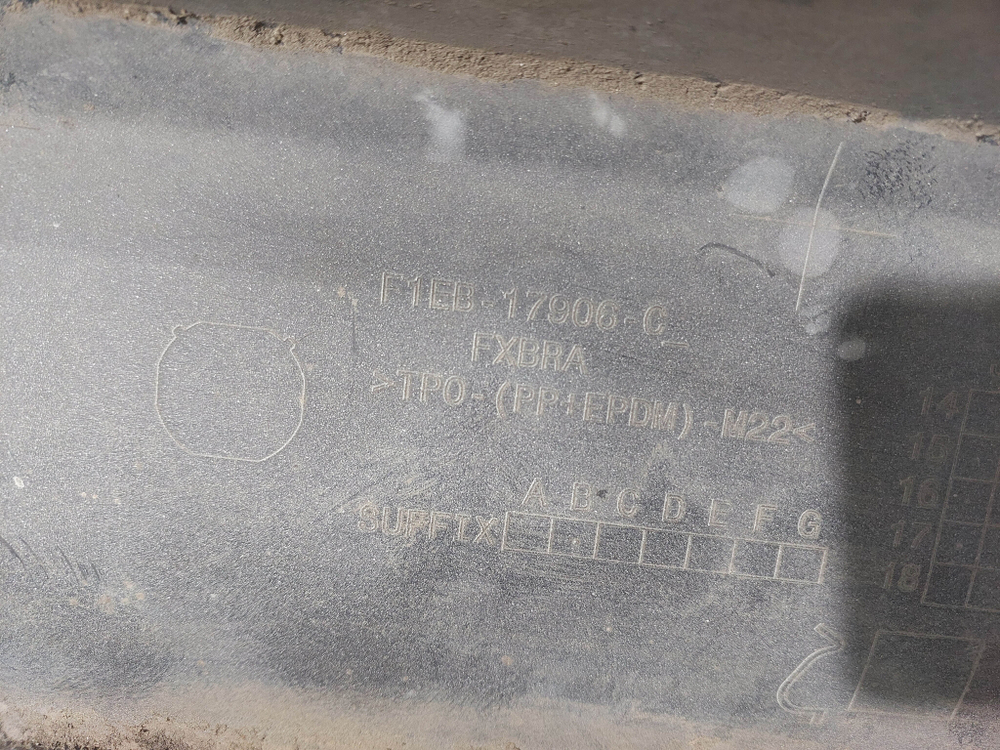 F1EB-17906-C
FXBRA
>TPO-(PP+EPDM)-M22<
A B C D E F G
SUFFIX
14
15
16
17
18